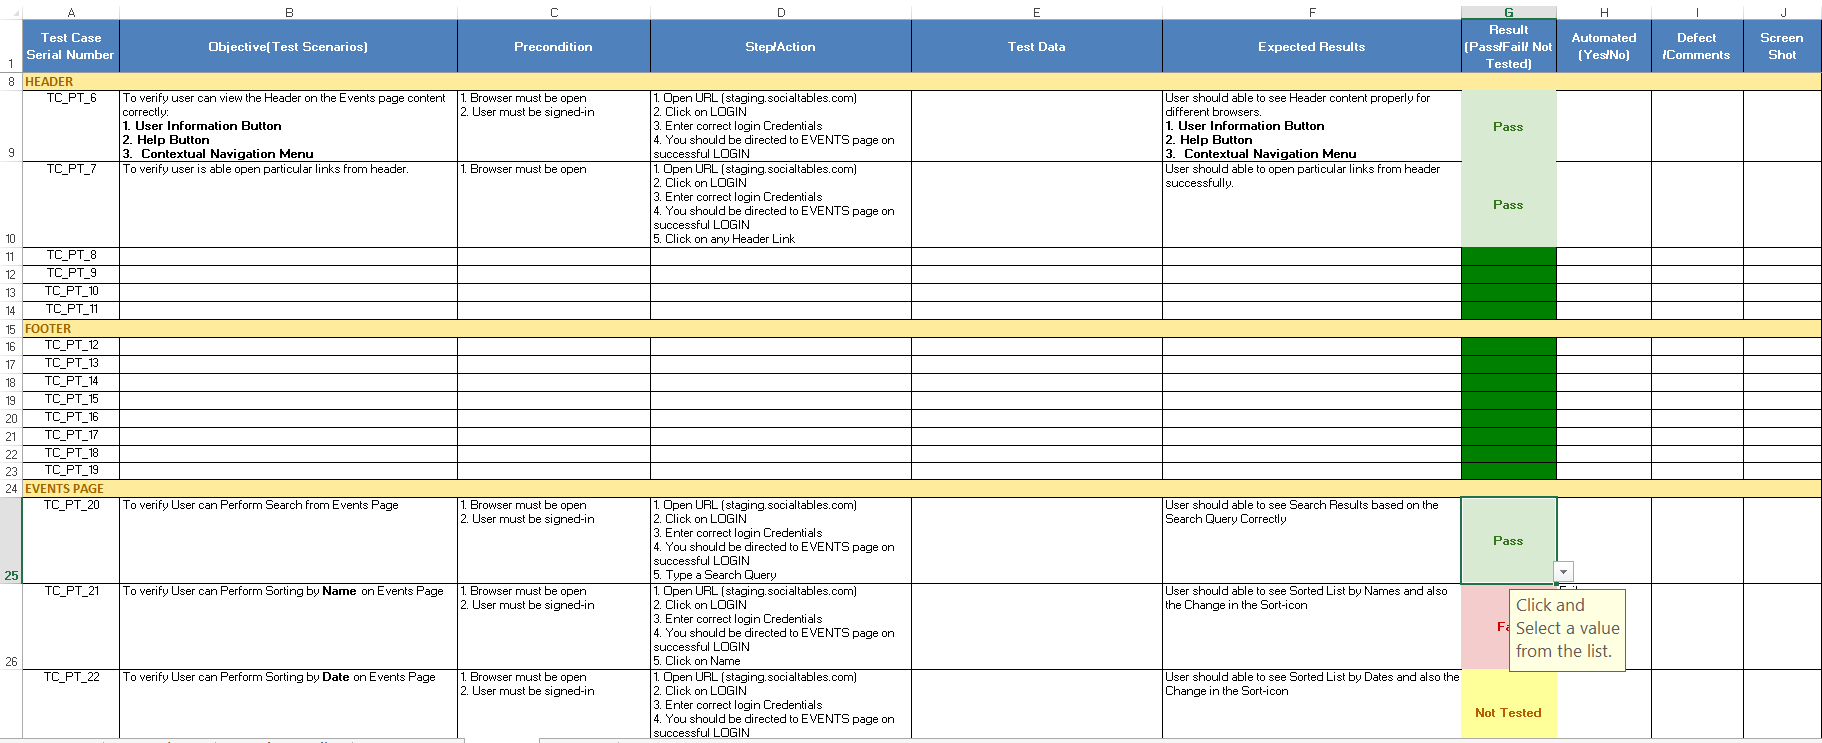 A B C D E F G H I J
1 Test Case Serial Number Objective(Test Scenarios) Precondition Step/Action Test Data Expected Results Result (Pass/Fail/ Not Tested) Automated (Yes/No) Defect /Comments Screen Shot
8 HEADER
9 TC_PT_6
To verify user can view the Header on the Events page content
correctly:
1. User Information Button
2. Help Button
3. Contextual Navigation Menu
1. Browser must be open
2. User must be signed-in
1. Open URL (staging.socialtables.com)
2. Click on LOGIN
3. Enter correct login Credentials
4. You should be directed to EVENTS page on
successful LOGIN
User should able to see Header content properly for
different browsers.
1. User Information Button
2. Help Button
3. Contextual Navigation Menu
Pass
10 TC_PT_7
To verify user is able open particular links from header.
1. Browser must be open
1. Open URL (staging.socialtables.com)
2. Click on LOGIN
3. Enter correct login Credentials
4. You should be directed to EVENTS page on
successful LOGIN
5. Click on any Header Link
User should able to open particular links from header
successfully.
Pass
11 TC_PT_8
12 TC_PT_9
13 TC_PT_10
14 TC_PT_11
15 FOOTER
16 TC_PT_12
17 TC_PT_13
18 TC_PT_14
19 TC_PT_15
20 TC_PT_16
21 TC_PT_17
22 TC_PT_18
23 TC_PT_19
24 EVENTS PAGE
25 TC_PT_20
To verify User can Perform Search from Events Page
1. Browser must be open
2. User must be signed-in
1. Open URL (staging.socialtables.com)
2. Click on LOGIN
3. Enter correct login Credentials
4. You should be directed to EVENTS page on
successful LOGIN
5. Type a Search Query
User should able to see Search Results based on the
Search Query Correctly
Pass
26 TC_PT_21
To verify User can Perform Sorting by Name on Events Page
1. Browser must be open
2. User must be signed-in
1. Open URL (staging.socialtables.com)
2. Click on LOGIN
3. Enter correct login Credentials
4. You should be directed to EVENTS page on
successful LOGIN
5. Click on Name
User should able to see Sorted List by Names and also
the Change in the Sort-icon
Click and
Select a value
from the list.
TC_PT_22
To verify User can Perform Sorting by Date on Events Page
1. Browser must be open
2. User must be signed-in
1. Open URL (staging.socialtables.com)
2. Click on LOGIN
3. Enter correct login Credentials
4. You should be directed to EVENTS page on
successful LOGIN
User should able to see Sorted List by Dates and also the
Change in the Sort-icon
Not Tested